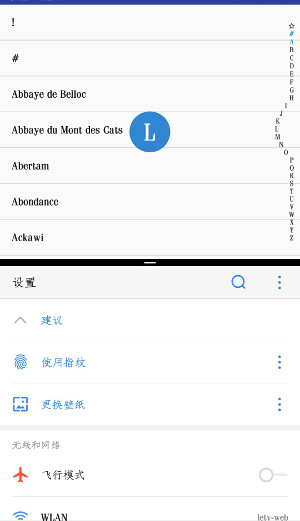 !
#
Abbaye de Belloc
Abbaye du Mont des Cats
L
Abertam
Abondance
Ackawi
☆
#
A
B
C
D
E
F
G
H
I
J
K
L
M
N
O
P
Q
R
S
T
U
V
W
X
Y
Z
设置
建议
使用指纹
更换壁纸
无线和网络
飞行模式
WLAN
letv-web